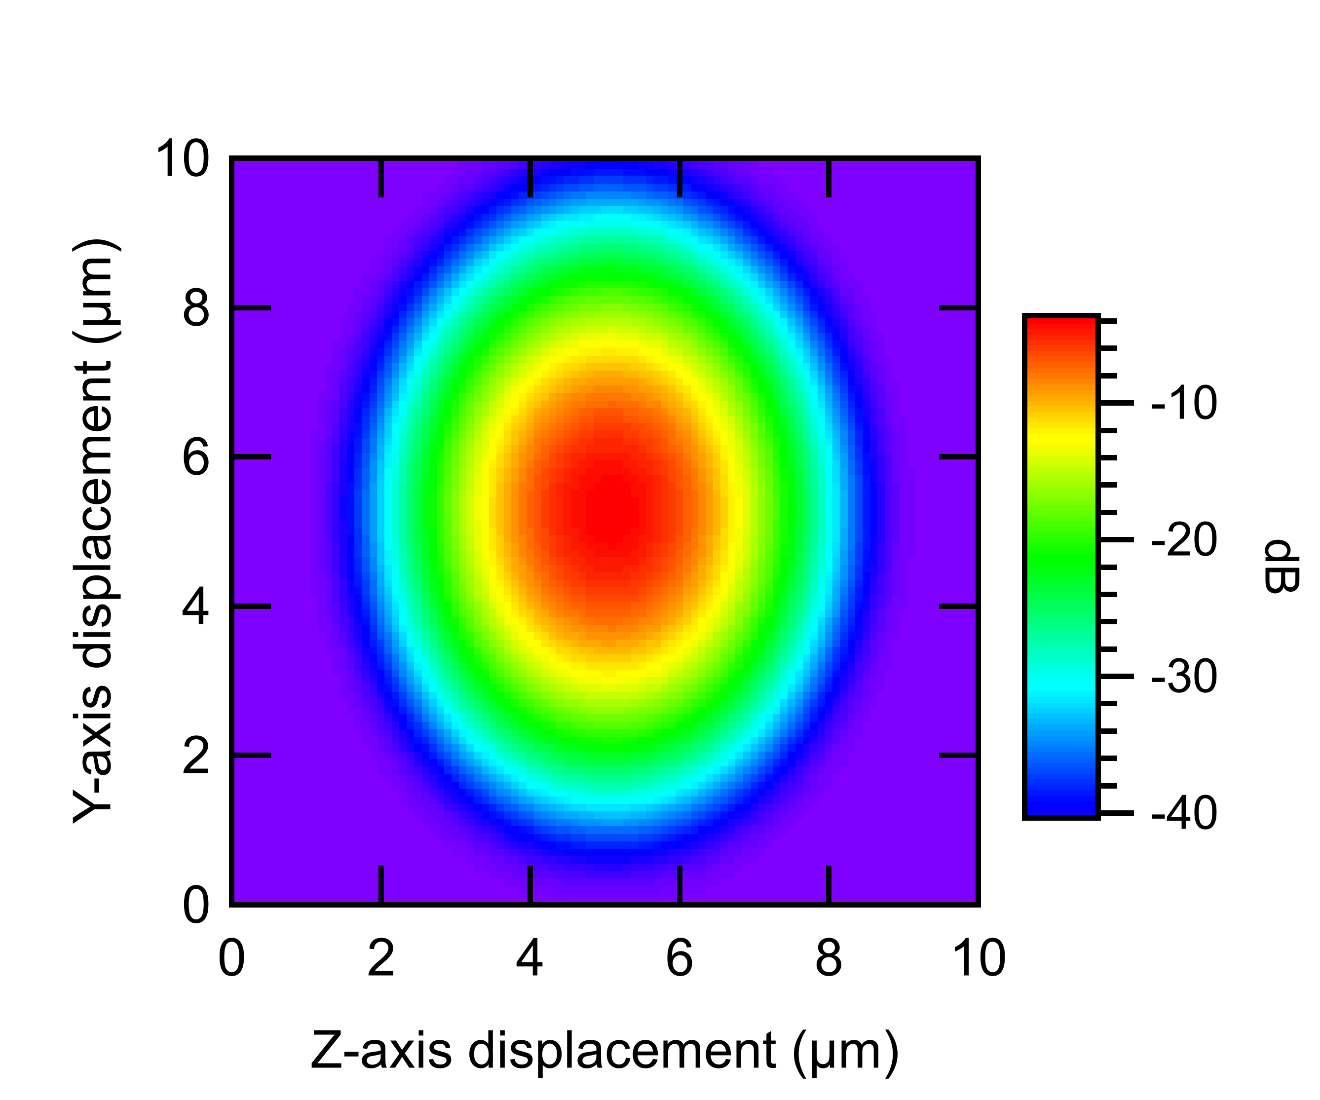 Y-axis displacement (µm)
10
8
6
4
2
0
0 2 4 6 8 10
Z-axis displacement (µm)
-10
-20
-30
-40
dB